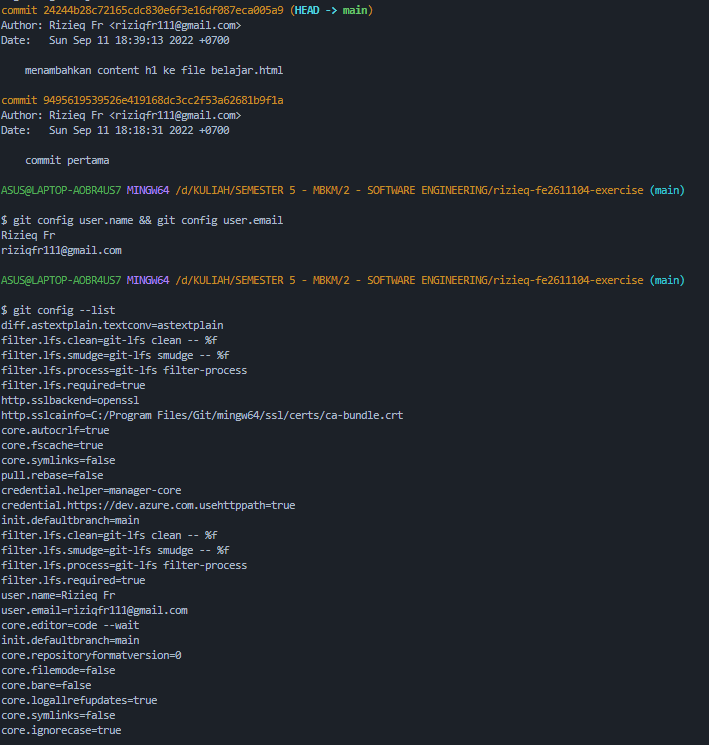 commit 24244b28c72165cdc830e6f3e16df087eca005a9 (HEAD -> main)
Author: Rizieq Fr <riziqfr111@gmail.com>
Date:   Sun Sep 11 18:39:13 2022 +0700
    menambahkan content h1 ke file belajar.html
commit 9495619539526e419168dc3cc2f53a62681b9f1a
Author: Rizieq Fr <riziqfr111@gmail.com>
Date:   Sun Sep 11 18:18:31 2022 +0700
    commit pertama
ASUS@LAPTOP-AOBR4US7 MINGW64 /d/KULIAH/SEMESTER 5 - MBKM/2 - SOFTWARE ENGINEERING/rizieq-fe2611104-exercise (main)
$ git config user.name && git config user.email
Rizieq Fr
riziqfr111@gmail.com
ASUS@LAPTOP-AOBR4US7 MINGW64 /d/KULIAH/SEMESTER 5 - MBKM/2 - SOFTWARE ENGINEERING/rizieq-fe2611104-exercise (main)
$ git config --list
diff.astextplain.textconv=astextplain
filter.lfs.clean=git-lfs clean -- %f
filter.lfs.smudge=git-lfs smudge -- %f
filter.lfs.process=git-lfs filter-process
filter.lfs.required=true
http.sslbackend=openssl
http.sslcainfo=C:/Program Files/Git/mingw64/ssl/certs/ca-bundle.crt
core.autocrlf=true
core.fscache=true
core.symlinks=false
pull.rebase=false
credential.helper=manager-core
credential.https://dev.azure.com.usehttppath=true
init.defaultbranch=main
filter.lfs.clean=git-lfs clean -- %f
filter.lfs.smudge=git-lfs smudge -- %f
filter.lfs.process=git-lfs filter-process
filter.lfs.required=true
user.name=Rizieq Fr
user.email=riziqfr111@gmail.com
core.editor=code --wait
init.defaultbranch=main
core.repositoryformatversion=0
core.filemode=false
core.bare=false
core.logallrefupdates=true
core.symlinks=false
core.ignorecase=true